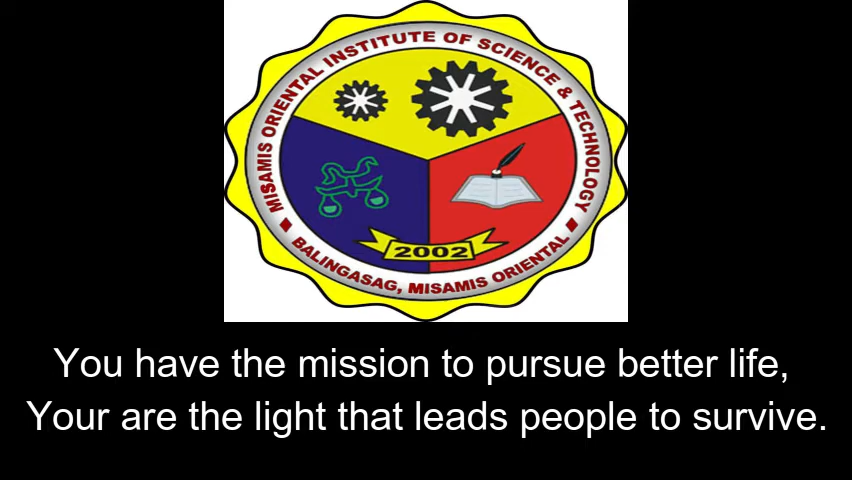 MISAMIS ORIENTAL INSTITUTE OF SCIENCE & TECHNOLOGY
2002
BALINGASAG, MISAMIS ORIENTAL
You have the mission to pursue better life,
Your are the light that leads people to survive.